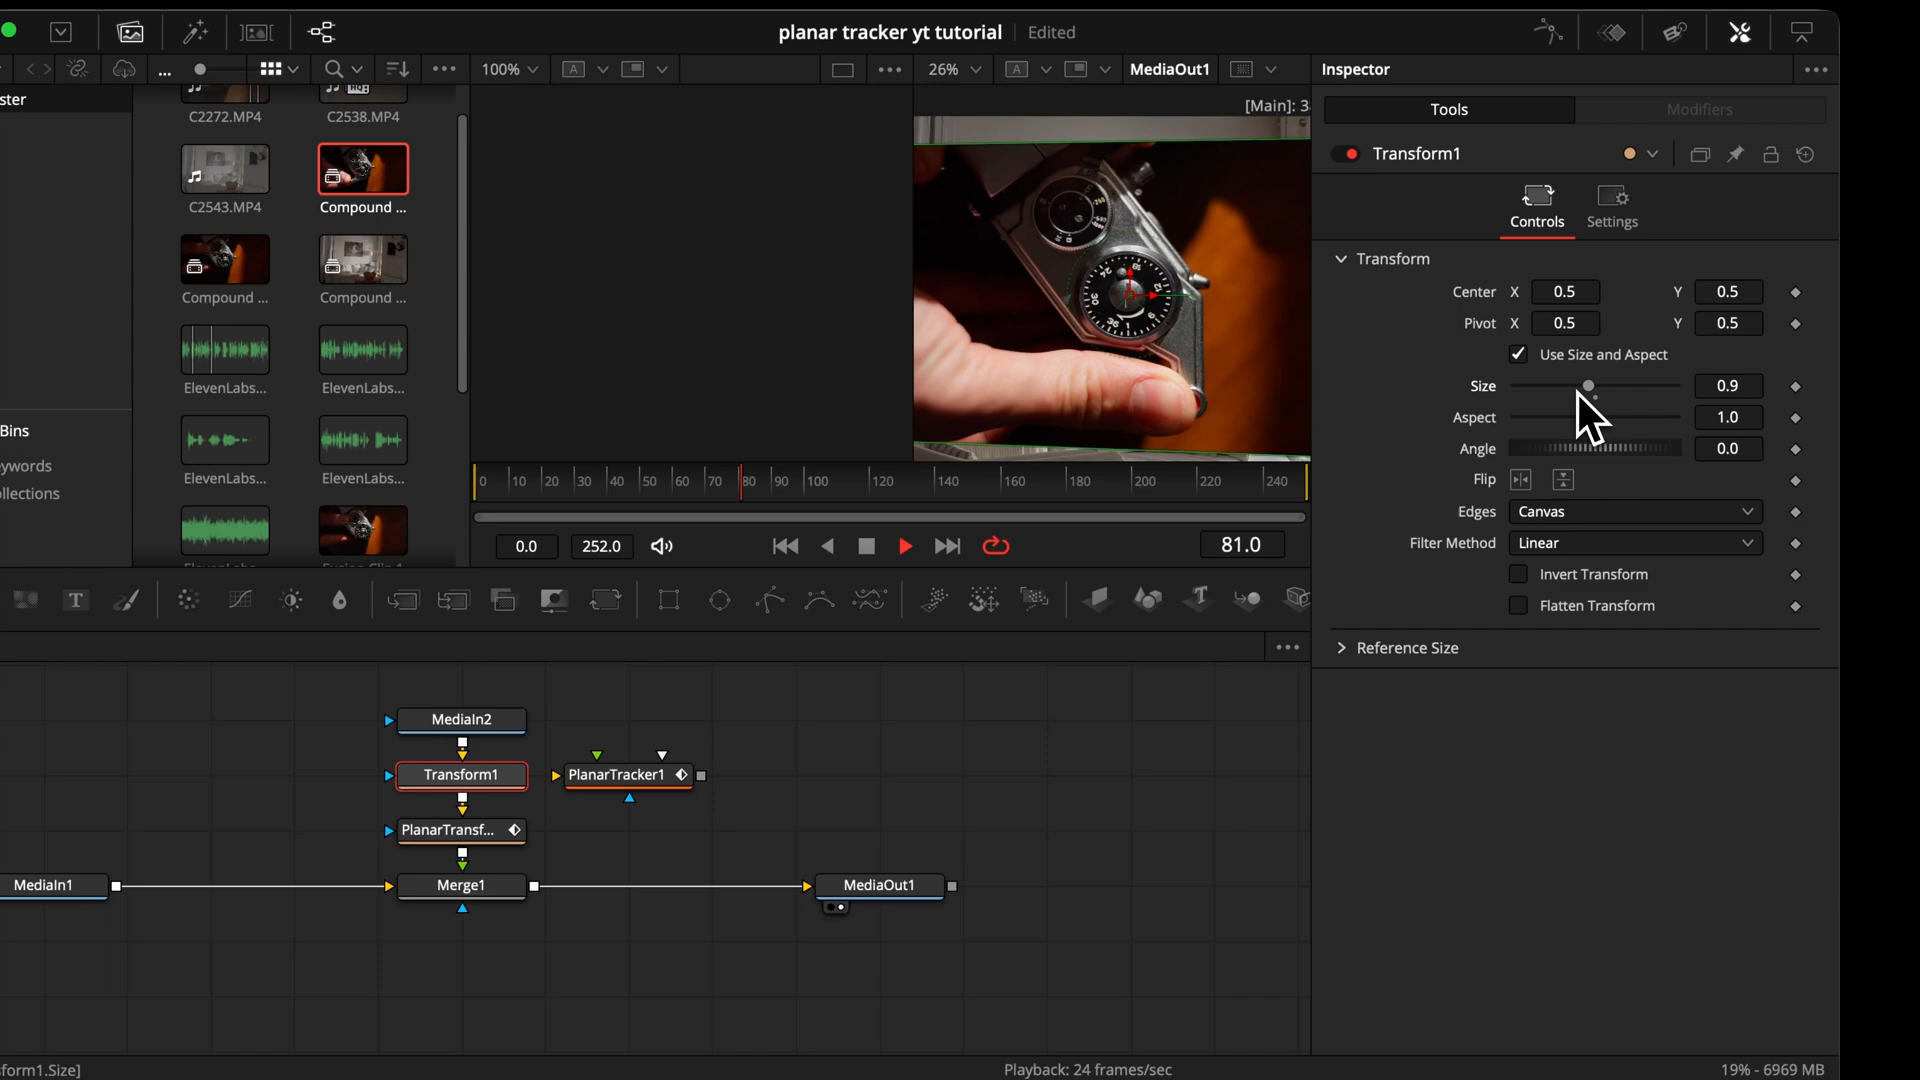 planar tracker yt tutorial
Edited
...
100%
A
26%
A
MediaOut1
Inspector
ster
C2272.MP4
C2538.MP4
[Main]: 3
Tools
Modifiers
Transform1
C2543.MP4
Compound ...
Controls
Settings
Compound ...
Compound ...
Transform
Center X 0.5 Y 0.5
Pivot X 0.5 Y 0.5
Use Size and Aspect
Size 0.9
Aspect 1.0
Angle 0.0
Flip
Edges Canvas
Filter Method Linear
Invert Transform
Flatten Transform
Reference Size
ElevenLabs...
ElevenLabs...
Bins
eywords
ollections
ElevenLabs...
ElevenLabs...
0 10 20 30 40 50 60 70 80 90 100 120 140 160 180 200 220 240
0.0
252.0
81.0
T
MediaIn2
Transform1
PlanarTracker1
PlanarTransf...
MediaIn1
Merge1
MediaOut1
form1.Size]
Playback: 24 frames/sec
19% - 6969 MB